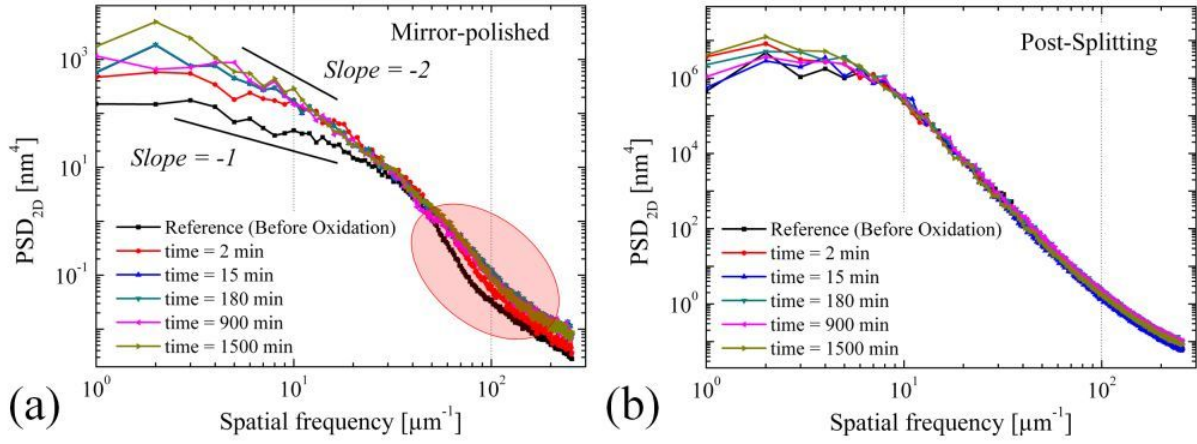 Mirror-polished
Slope = -2
Slope = -1
Reference (Before Oxidation)
time = 2 min
time = 15 min
time = 180 min
time = 900 min
time = 1500 min
PSD2D [nm⁴]
10³
10¹
10⁻¹
10⁰
10¹
10²
Spatial frequency [µm⁻¹]
(a)
Post-Splitting
Reference (Before Oxidation)
time = 2 min
time = 15 min
time = 180 min
time = 900 min
time = 1500 min
PSD2D [nm⁴]
10⁶
10⁴
10²
10⁰
10⁰
10¹
10²
Spatial frequency [µm⁻¹]
(b)